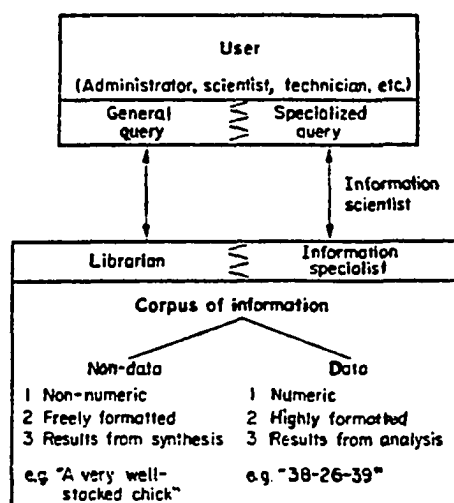 User
(Administrator, scientist, technician, etc.)
General query
Specialized query
Information scientist
Librarian
Information specialist
Corpus of information
Non-data
1 Non-numeric
2 Freely formatted
3 Results from synthesis
e.g. "A very well-stacked chick"
Data
1 Numeric
2 Highly formatted
3 Results from analysis
e.g. "38-26-39"